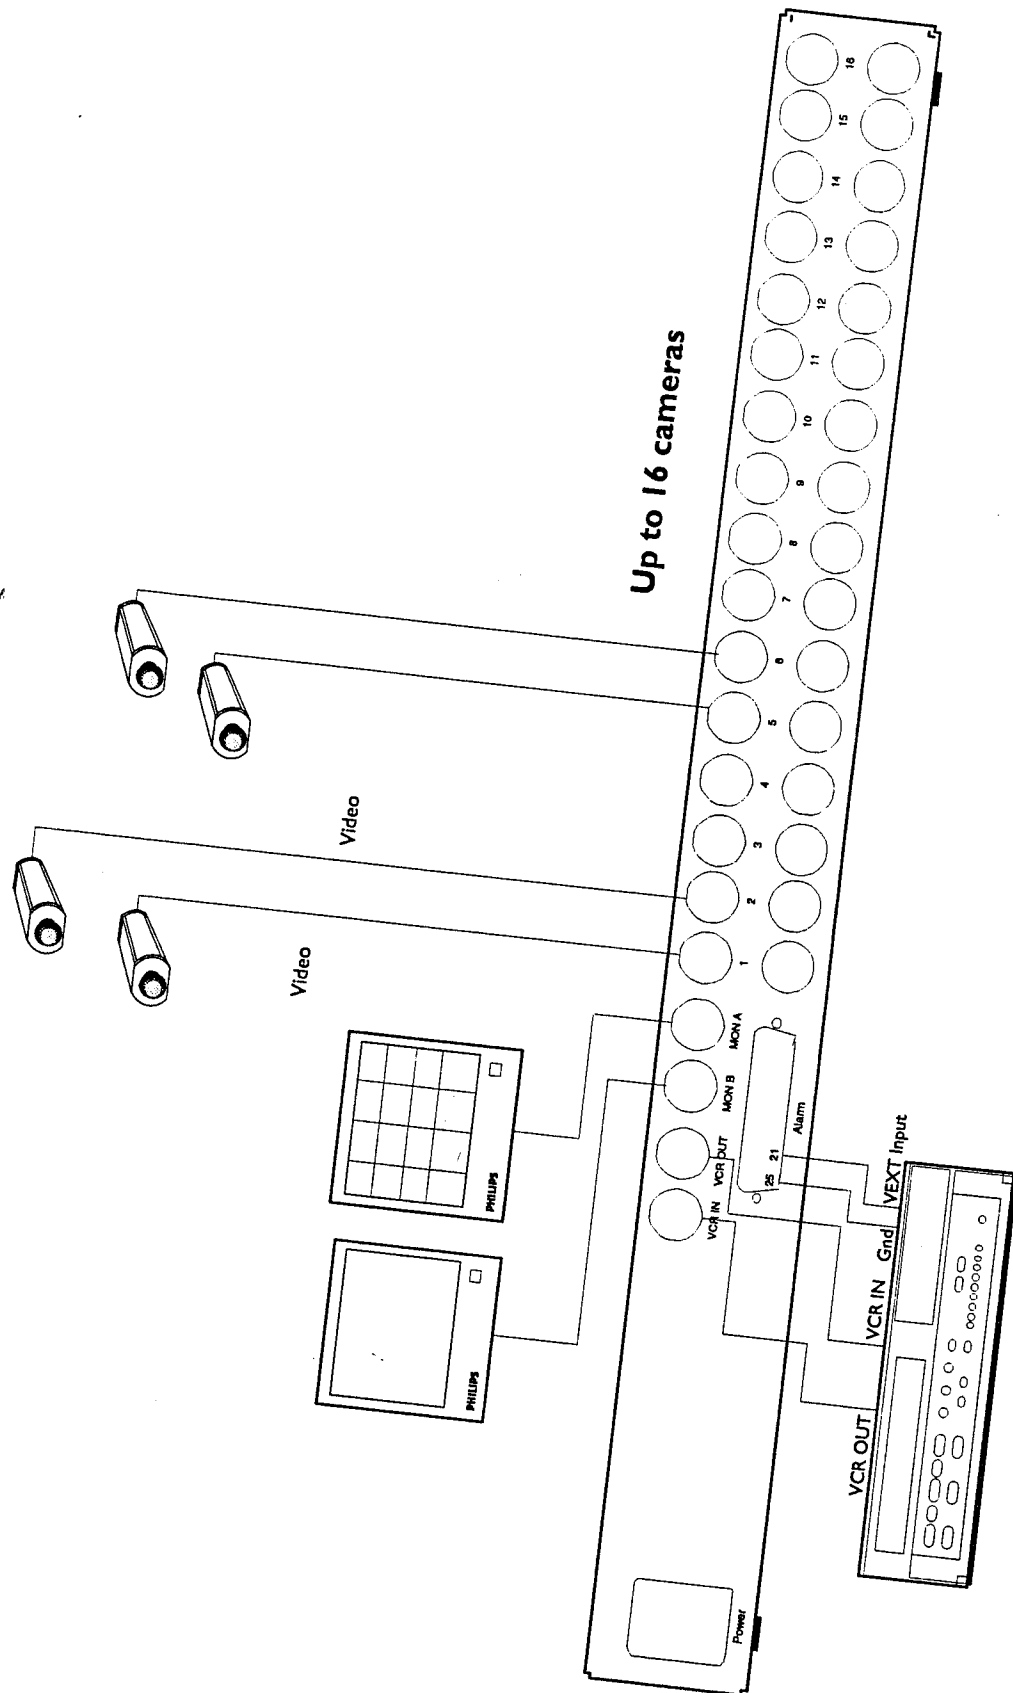 Up to 16 cameras
Video
Video
16
15
14
13
12
11
10
9
8
7
6
5
4
3
2
1
MON A
MON B
VCR OUT
VCR IN
Alarm
21
25
PHILIPS
PHILIPS
VEXT Input
Gnd
VCR IN
VCR OUT
Power